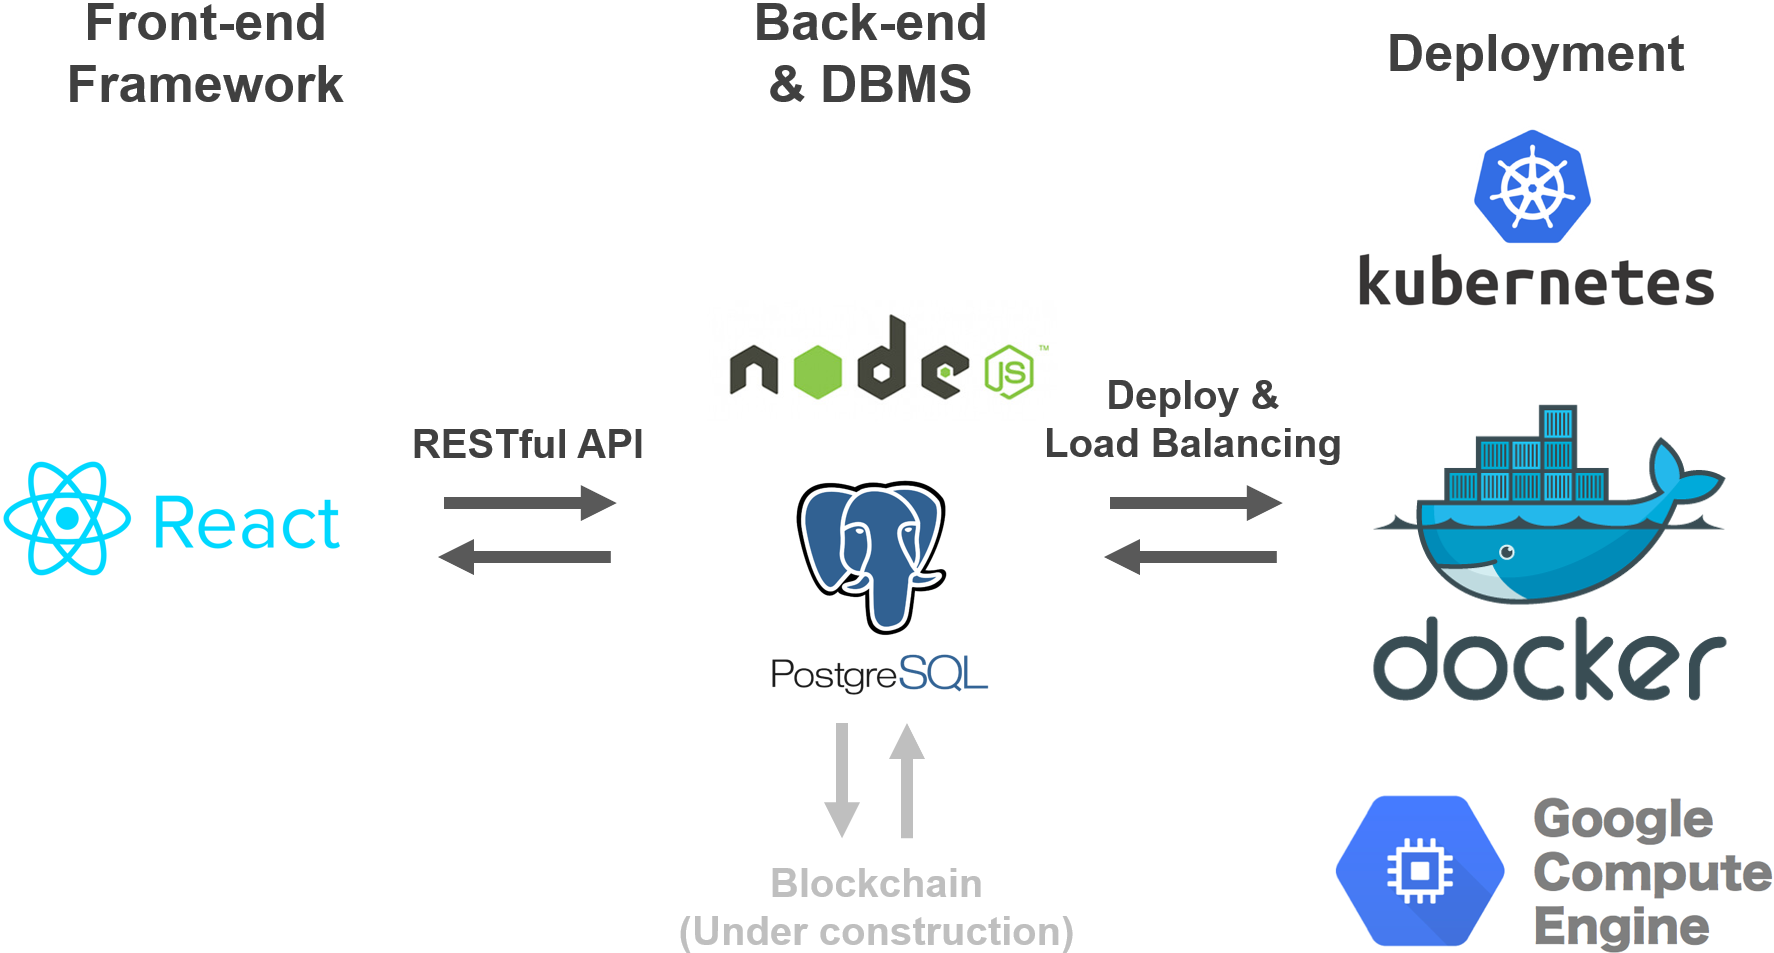 Front-end
Framework
Back-end
& DBMS
Deployment
kubernetes
node JS ™
Deploy &
Load Balancing
RESTful API
React
PostgreSQL
docker
Blockchain
(Under construction)
Google
Compute
Engine